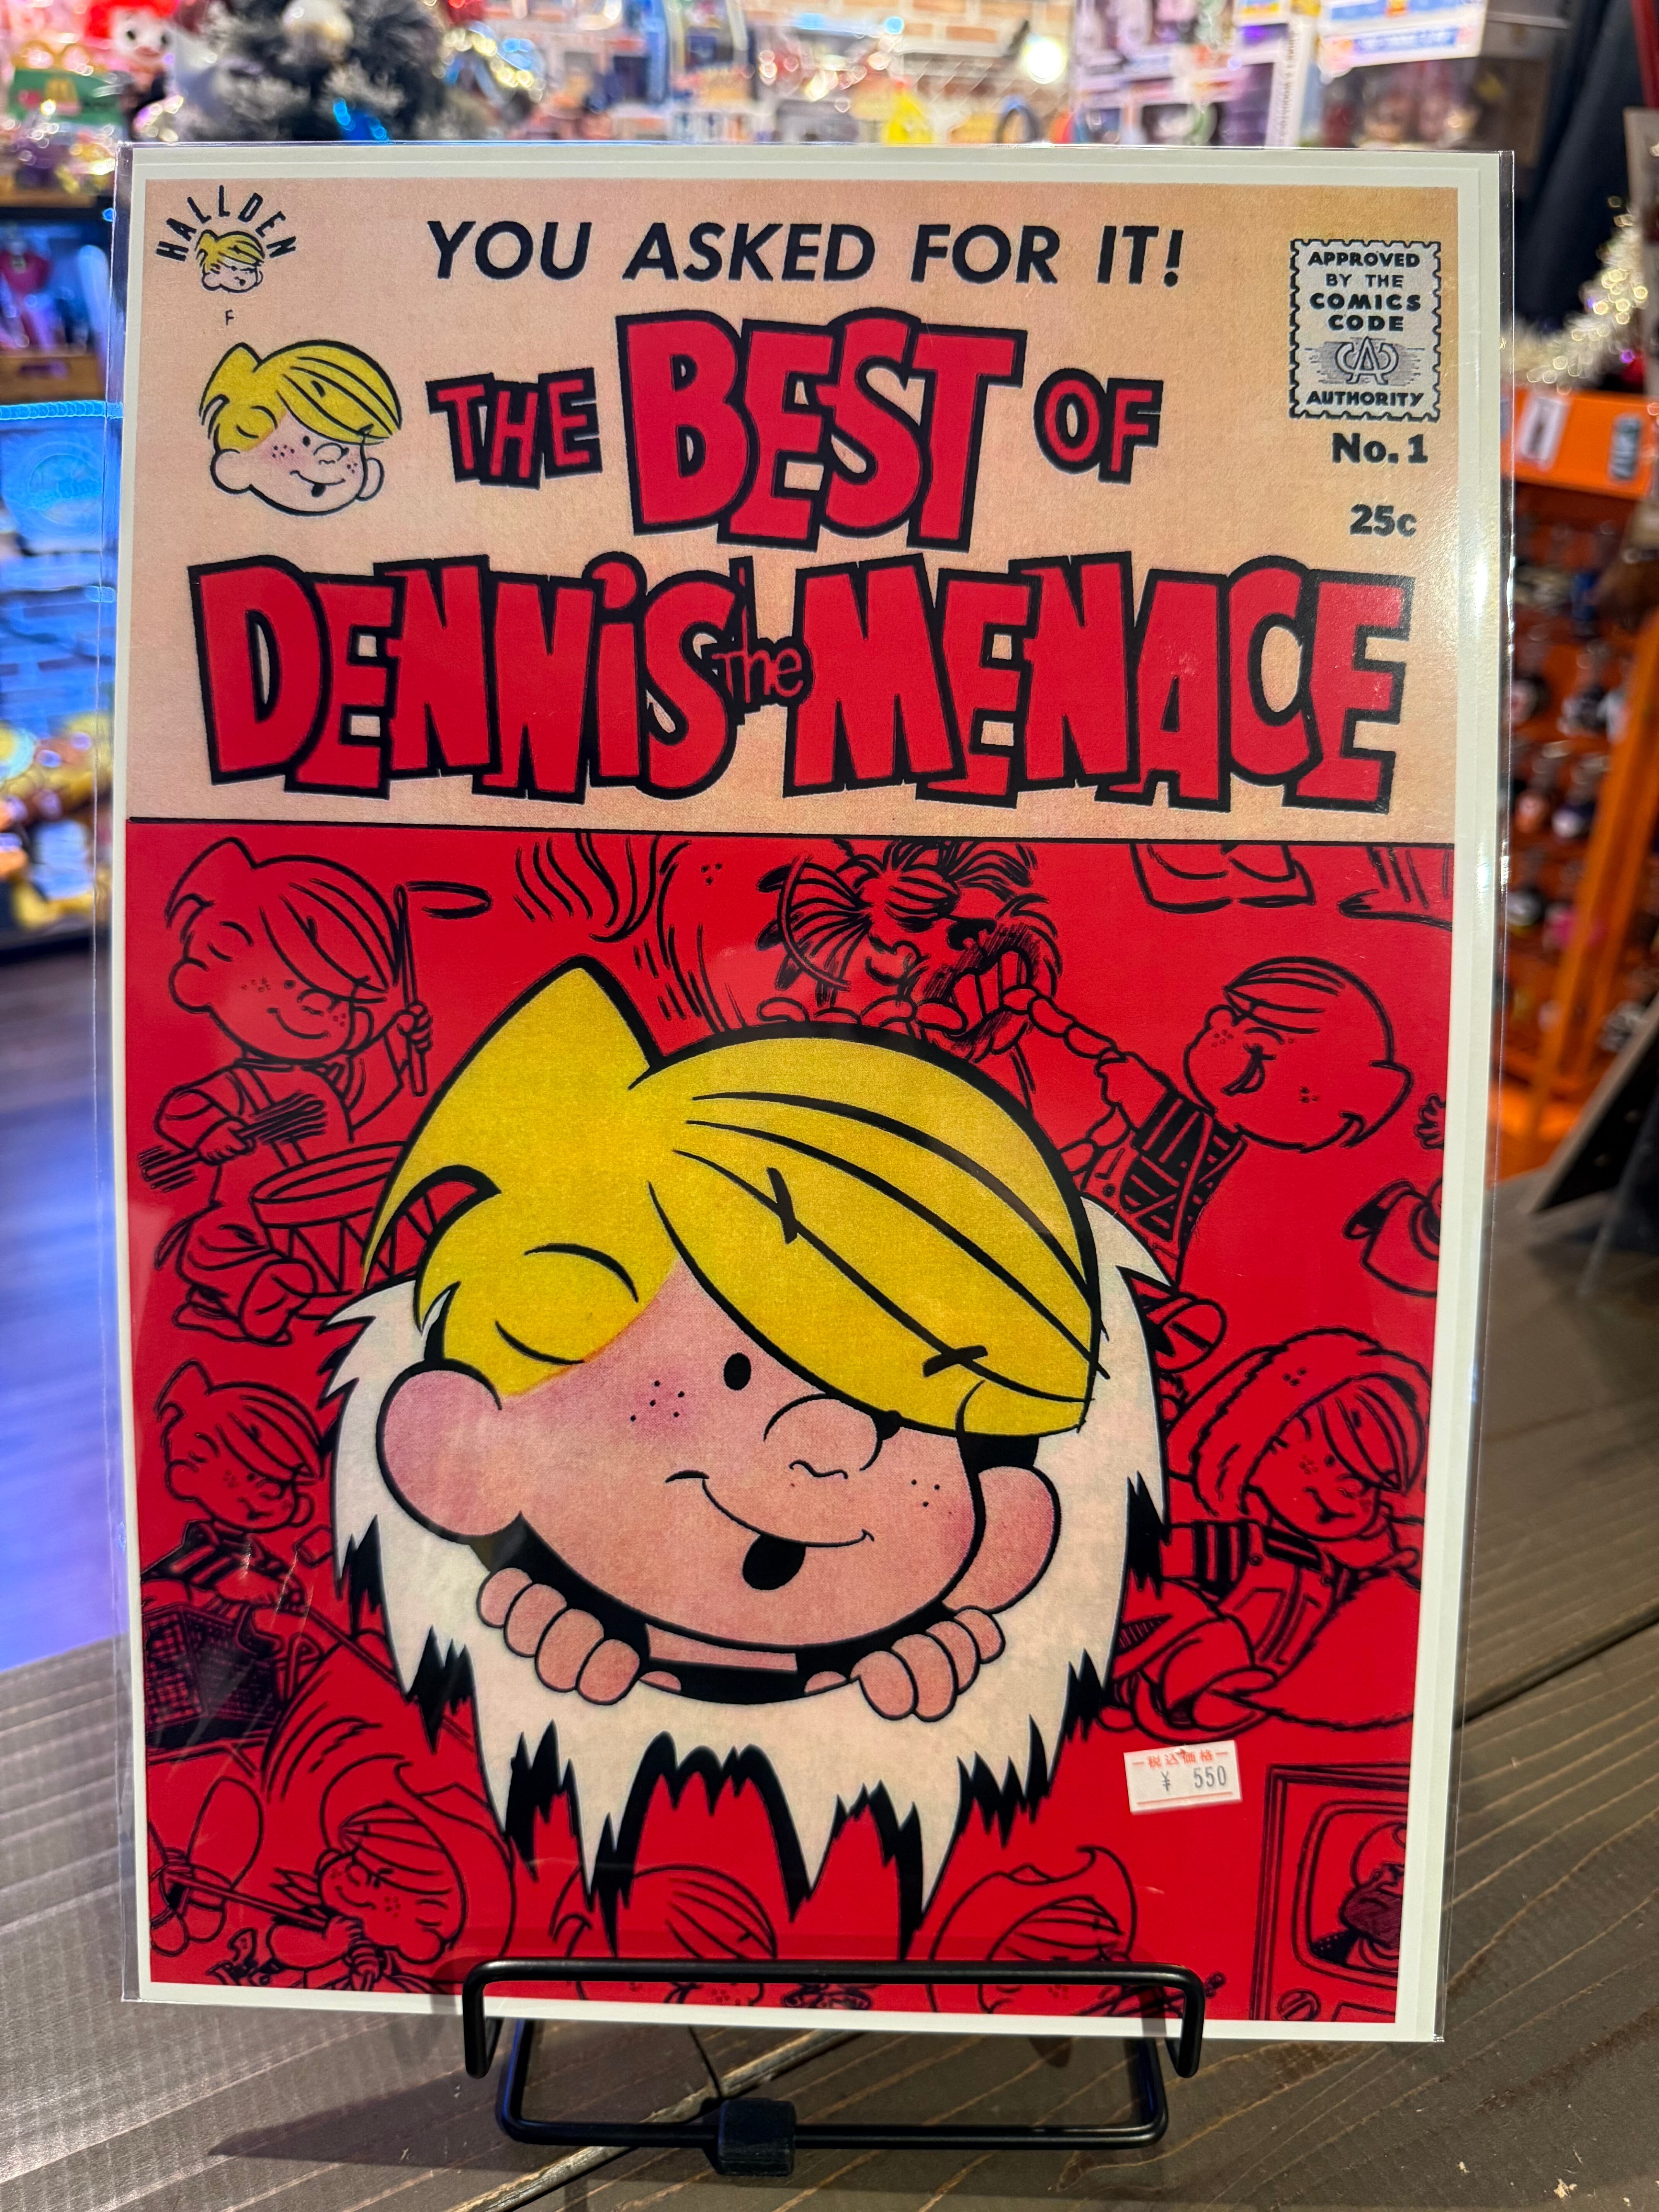 HALLDEN
F
YOU ASKED FOR IT!
THE BEST OF
DENNIS the MENACE
APPROVED
BY THE
COMICS
CODE
CA
AUTHORITY
No. 1
25c
税込価格
¥ 550